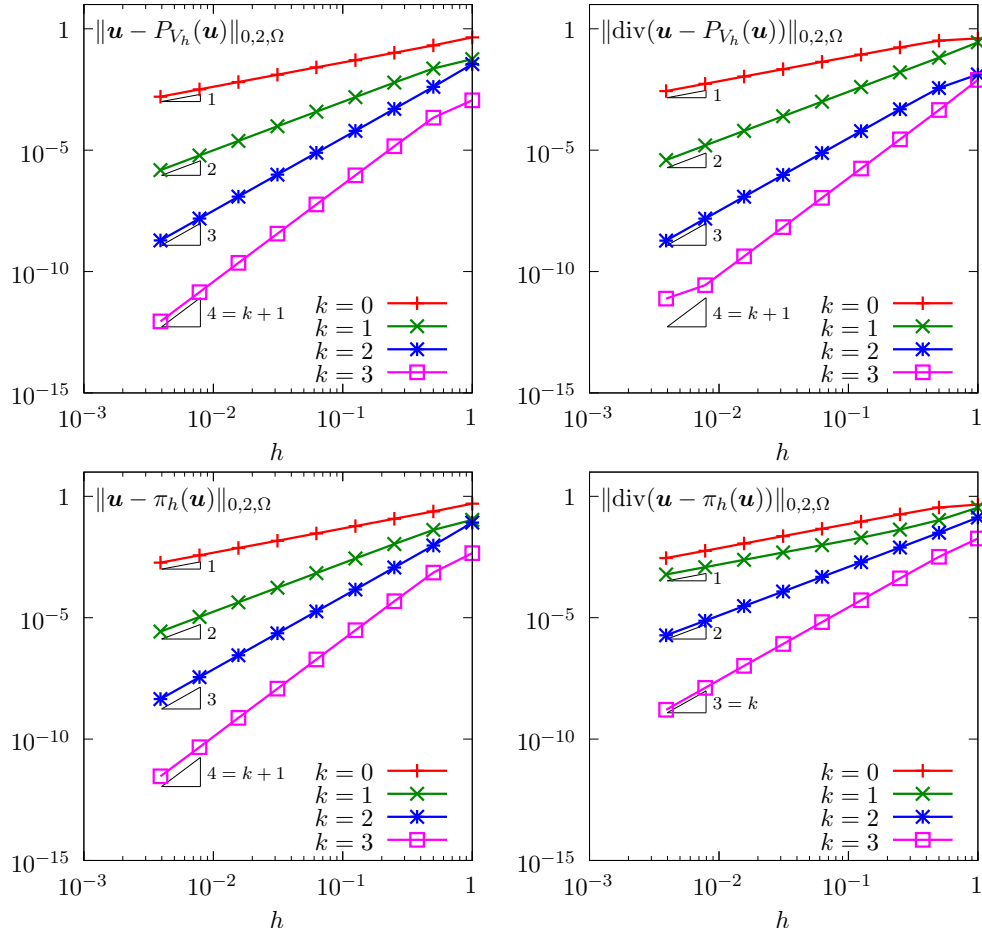 ‖𝒖 − P_{V_h}(𝒖)‖_{0,2,Ω}
1
10^{−5}
10^{−10}
10^{−15}
1
2
3
4 = k + 1
k = 0
k = 1
k = 2
k = 3
10^{−3}
10^{−2}
10^{−1}
1
h
‖div(𝒖 − P_{V_h}(𝒖))‖_{0,2,Ω}
1
10^{−5}
10^{−10}
10^{−15}
1
2
3
4 = k + 1
k = 0
k = 1
k = 2
k = 3
10^{−3}
10^{−2}
10^{−1}
1
h
‖𝒖 − π_h(𝒖)‖_{0,2,Ω}
1
10^{−5}
10^{−10}
10^{−15}
1
2
3
4 = k + 1
k = 0
k = 1
k = 2
k = 3
10^{−3}
10^{−2}
10^{−1}
1
h
‖div(𝒖 − π_h(𝒖))‖_{0,2,Ω}
1
10^{−5}
10^{−10}
10^{−15}
1
2
3 = k
k = 0
k = 1
k = 2
k = 3
10^{−3}
10^{−2}
10^{−1}
1
h